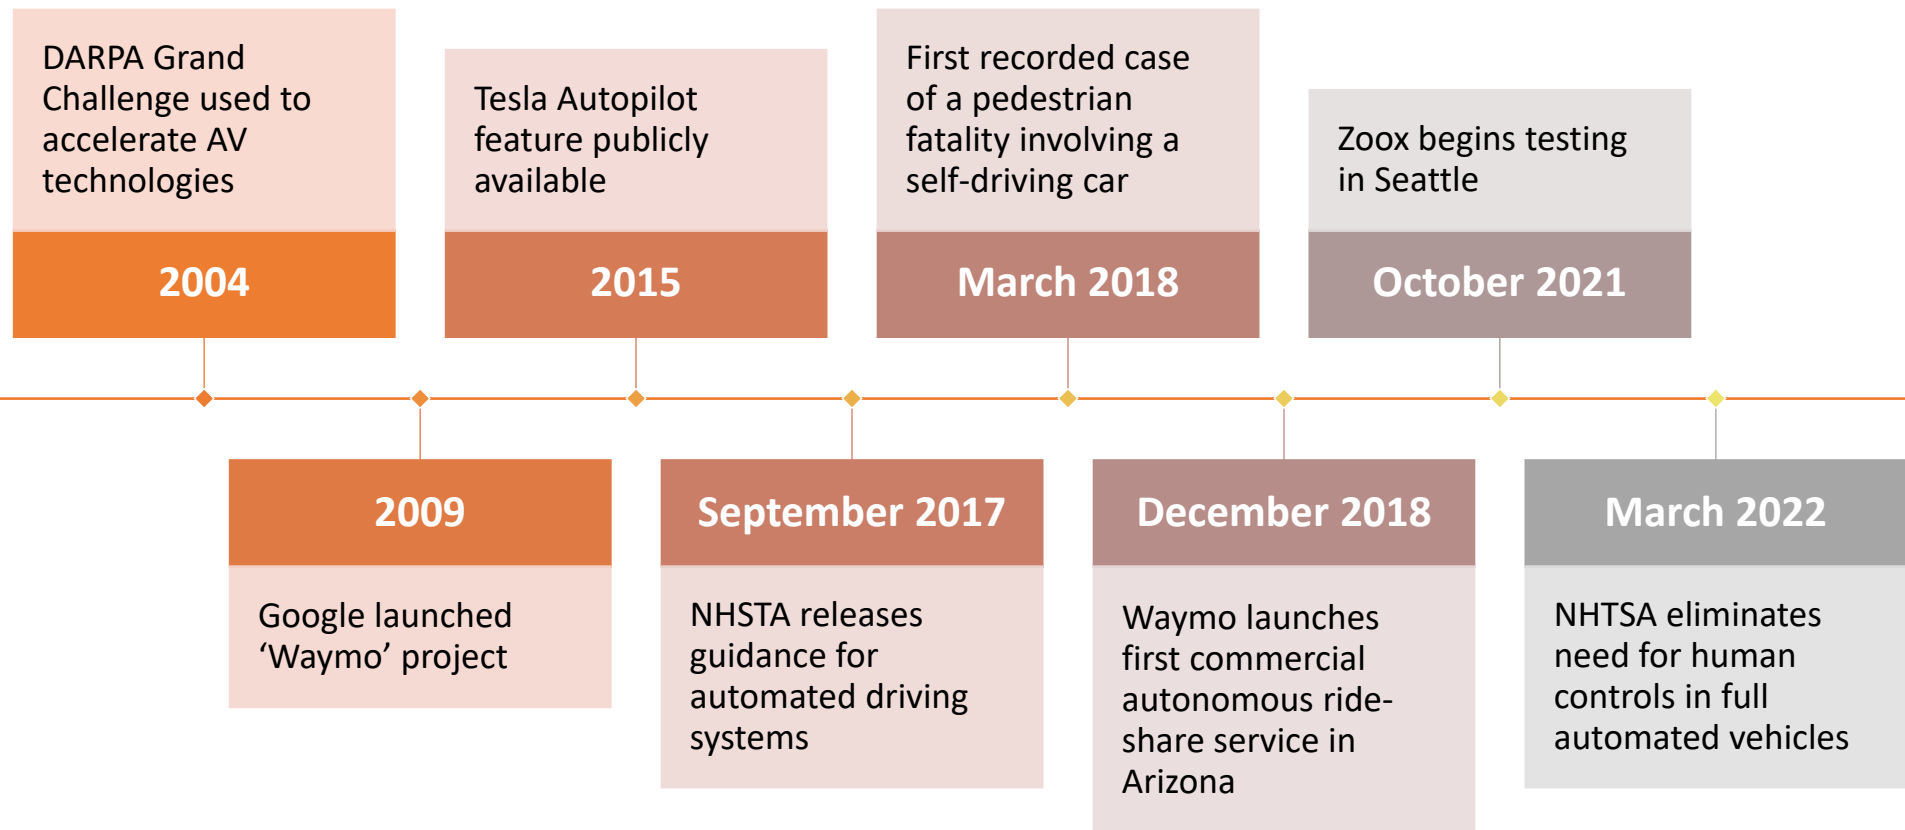 DARPA Grand
Challenge used to
accelerate AV
technologies
2004
2009
Google launched
‘Waymo’ project
Tesla Autopilot
feature publicly
available
2015
September 2017
NHSTA releases
guidance for
automated driving
systems
First recorded case
of a pedestrian
fatality involving a
self-driving car
March 2018
December 2018
Waymo launches
first commercial
autonomous ride-
share service in
Arizona
Zoox begins testing
in Seattle
October 2021
March 2022
NHTSA eliminates
need for human
controls in full
automated vehicles